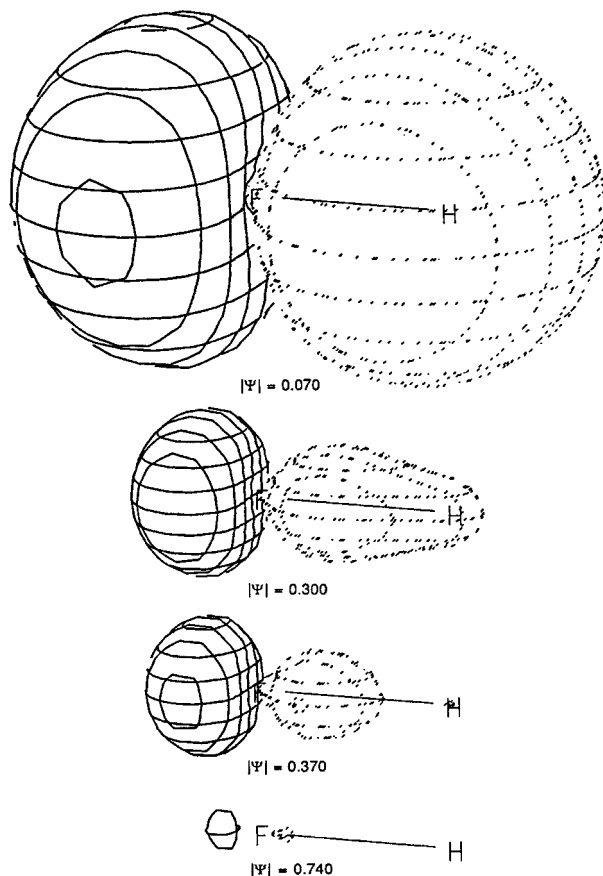 F H
|Ψ| = 0.070
F H
|Ψ| = 0.300
F H
|Ψ| = 0.370
F H
|Ψ| = 0.740